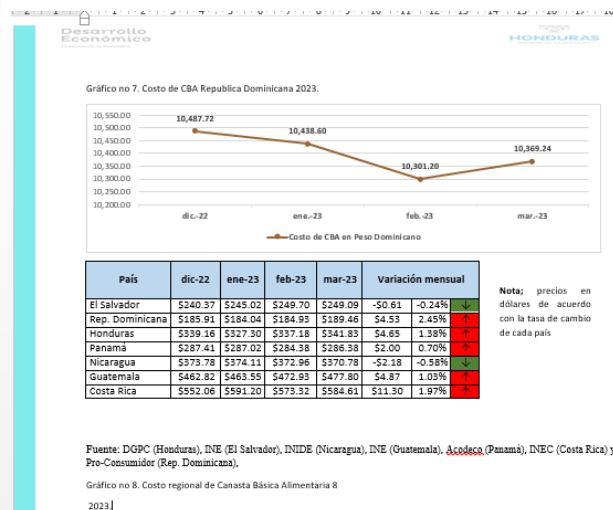 Desarrollo
Económico
HONDURAS
Gráfico no 7. Costo de CBA Republica Dominicana 2023.
10,550.00
10,500.00
10,450.00
10,400.00
10,350.00
10,300.00
10,250.00
10,200.00
10,487.72
10,438.60
10,301.20
10,369.24
dic.-22 ene.-23 feb.-23 mar.-23
Costo de CBA en Peso Dominicano
País dic-22 ene-23 feb-23 mar-23 Variación mensual
El Salvador $240.37 $245.02 $249.70 $249.09 -$0.61 -0.24% ↓
Rep. Dominicana $185.91 $184.04 $184.93 $189.46 $4.53 2.45% ↑
Honduras $339.16 $327.30 $337.18 $341.83 $4.65 1.38% ↑
Panamá $287.41 $287.02 $284.38 $286.38 $2.00 0.70% ↑
Nicaragua $373.78 $374.11 $372.96 $370.78 -$2.18 -0.58% ↓
Guatemala $462.82 $463.55 $472.93 $477.80 $4.87 1.03% ↑
Costa Rica $552.06 $591.20 $573.32 $584.61 $11.30 1.97% ↑
Nota; precios en
dólares de acuerdo
con la tasa de cambio
de cada país
Fuente: DGPC (Honduras), INE (El Salvador), INIDE (Nicaragua), INE (Guatemala), Acodeco (Panamá), INEC (Costa Rica) y
Pro-Consumidor (Rep. Dominicana),
Gráfico no 8. Costo regional de Canasta Básica Alimentaria 8
2023.